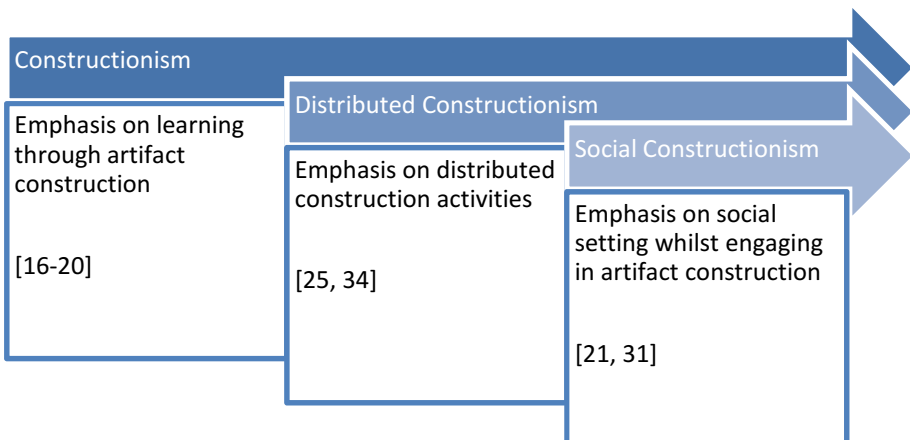 Constructionism
Emphasis on learning
through artifact
construction
[16-20]
Distributed Constructionism
Emphasis on distributed
construction activities
[25, 34]
Social Constructionism
Emphasis on social
setting whilst engaging
in artifact construction
[21, 31]